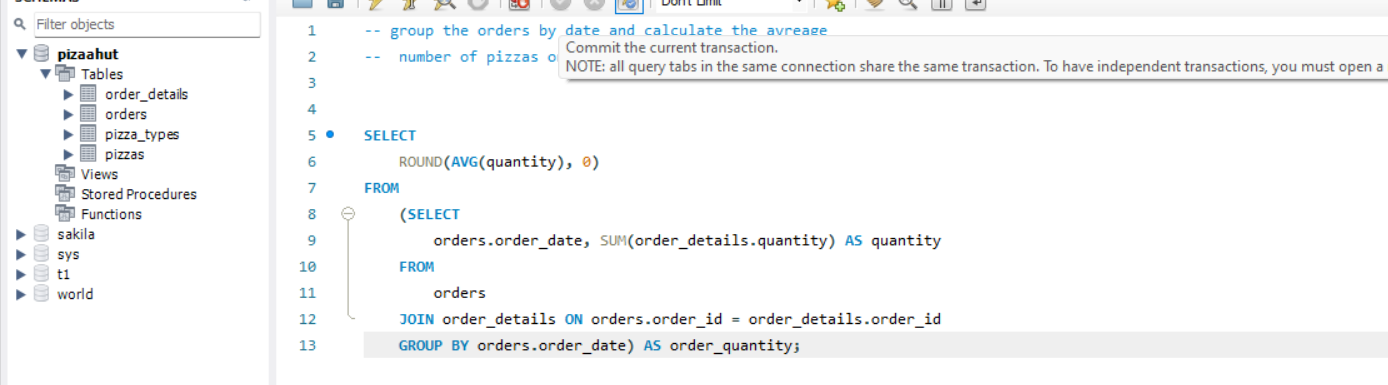 SCHEMAS
Filter objects
pizaahut
Tables
order_details
orders
pizza_types
pizzas
Views
Stored Procedures
Functions
sakila
sys
t1
world
Don't Limit
1 -- group the orders by date and calculate the avreage
2 -- number of pizzas
Commit the current transaction.
NOTE: all query tabs in the same connection share the same transaction. To have independent transactions, you must open a
3
4
5 SELECT
6 ROUND(AVG(quantity), 0)
7 FROM
8 (SELECT
9 orders.order_date, SUM(order_details.quantity) AS quantity
10 FROM
11 orders
12 JOIN order_details ON orders.order_id = order_details.order_id
13 GROUP BY orders.order_date) AS order_quantity;